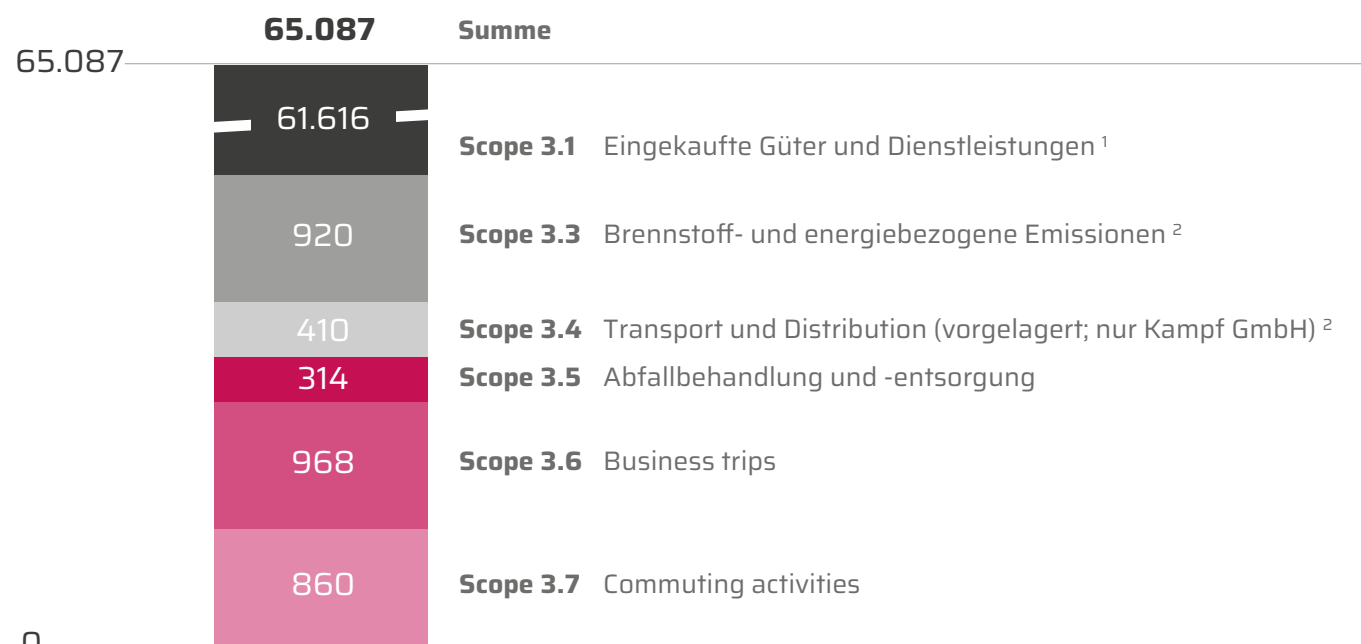 65.087 Summe
65.087
61.616
Scope 3.1 Eingekaufte Güter und Dienstleistungen ¹
920 Scope 3.3 Brennstoff- und energiebezogene Emissionen ²
410 Scope 3.4 Transport und Distribution (vorgelagert; nur Kampf GmbH) ²
314 Scope 3.5 Abfallbehandlung und -entsorgung
968 Scope 3.6 Business trips
860 Scope 3.7 Commuting activities
0